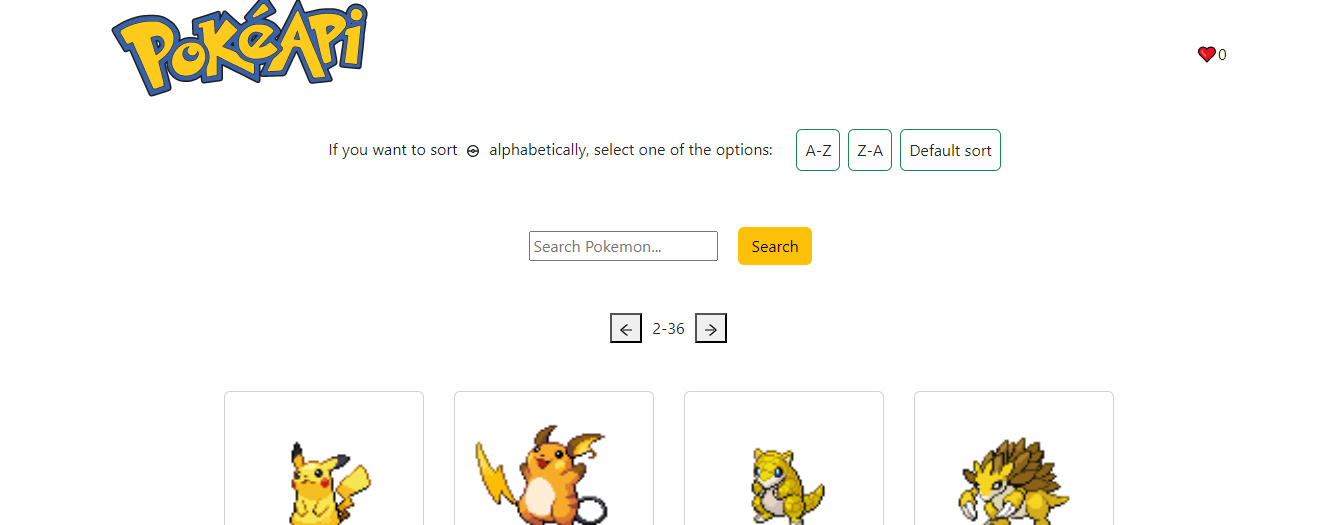 PokéApi
0
If you want to sort alphabetically, select one of the options: A-Z Z-A Default sort
Search Pokemon... Search
2-36